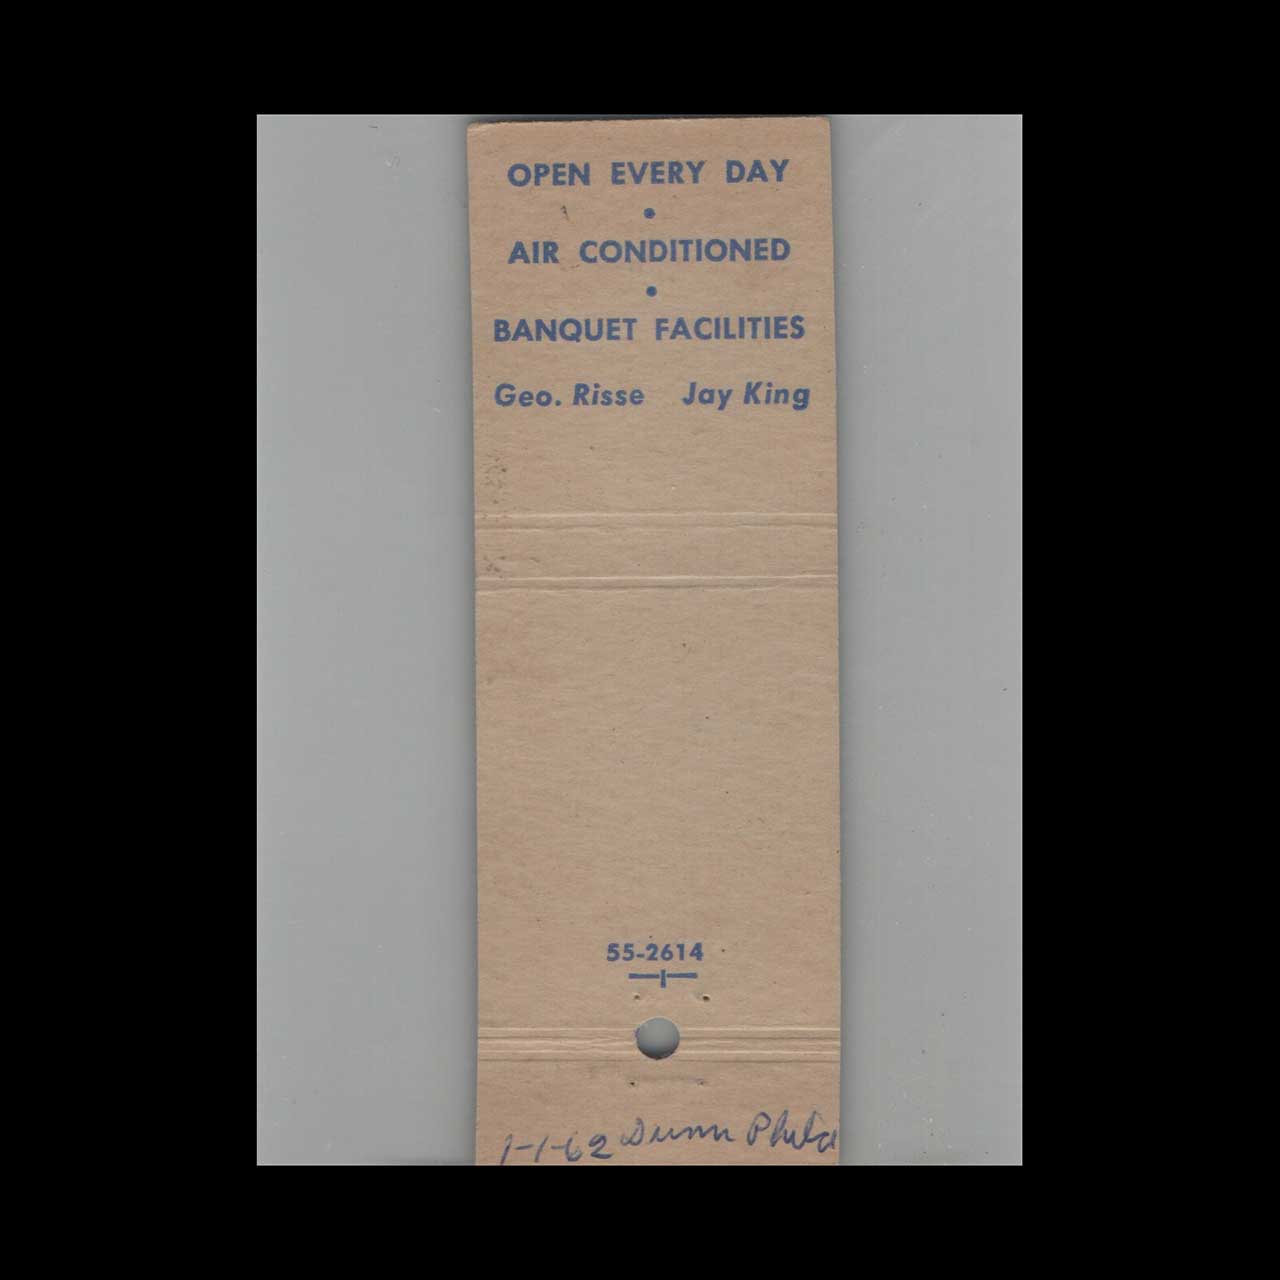 OPEN EVERY DAY
•
AIR CONDITIONED
•
BANQUET FACILITIES
Geo. Risse Jay King
55-2614
1-1-62 Dunn Phila